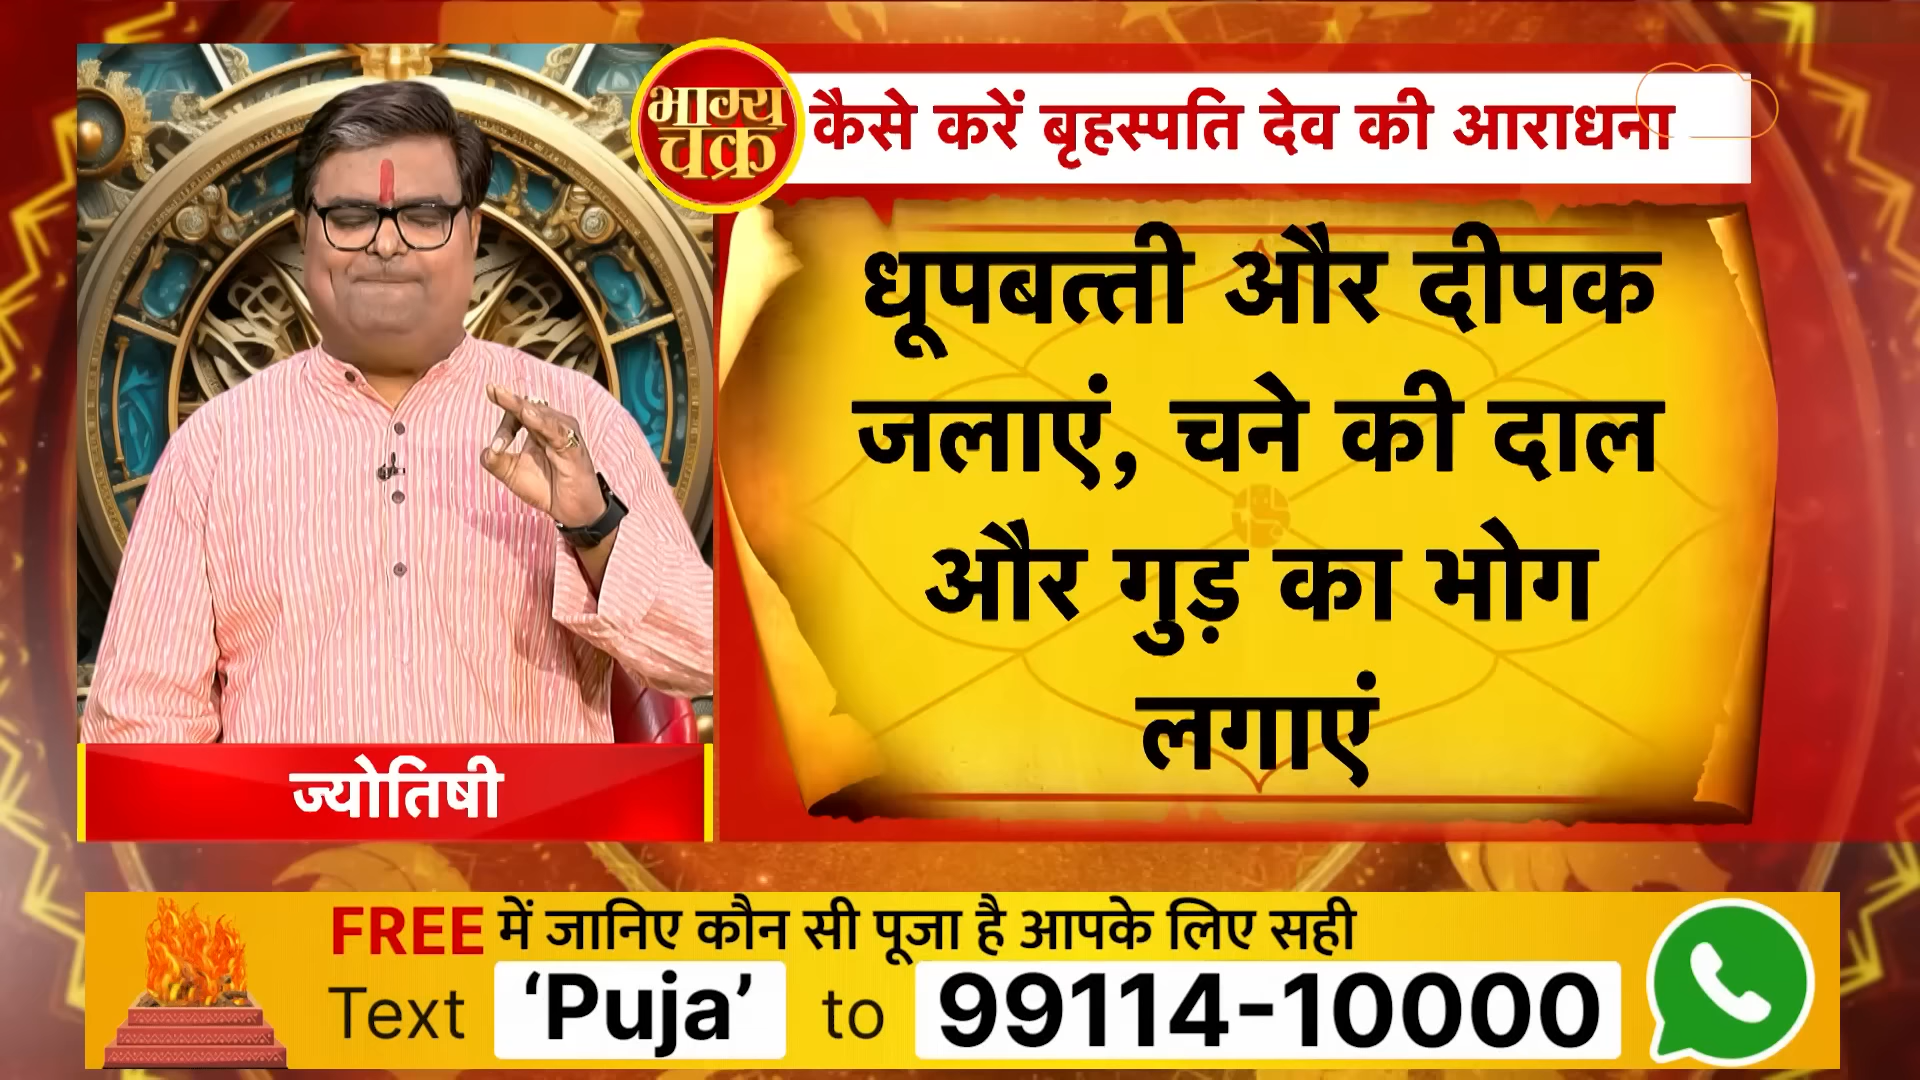 भाग्य
चक्र
कैसे करें बृहस्पति देव की आराधना
धूपबत्ती और दीपक
जलाएं, चने की दाल
और गुड़ का भोग
लगाएं
ज्योतिषी
FREE में जानिए कौन सी पूजा है आपके लिए सही
Text ‘Puja’ to 99114-10000